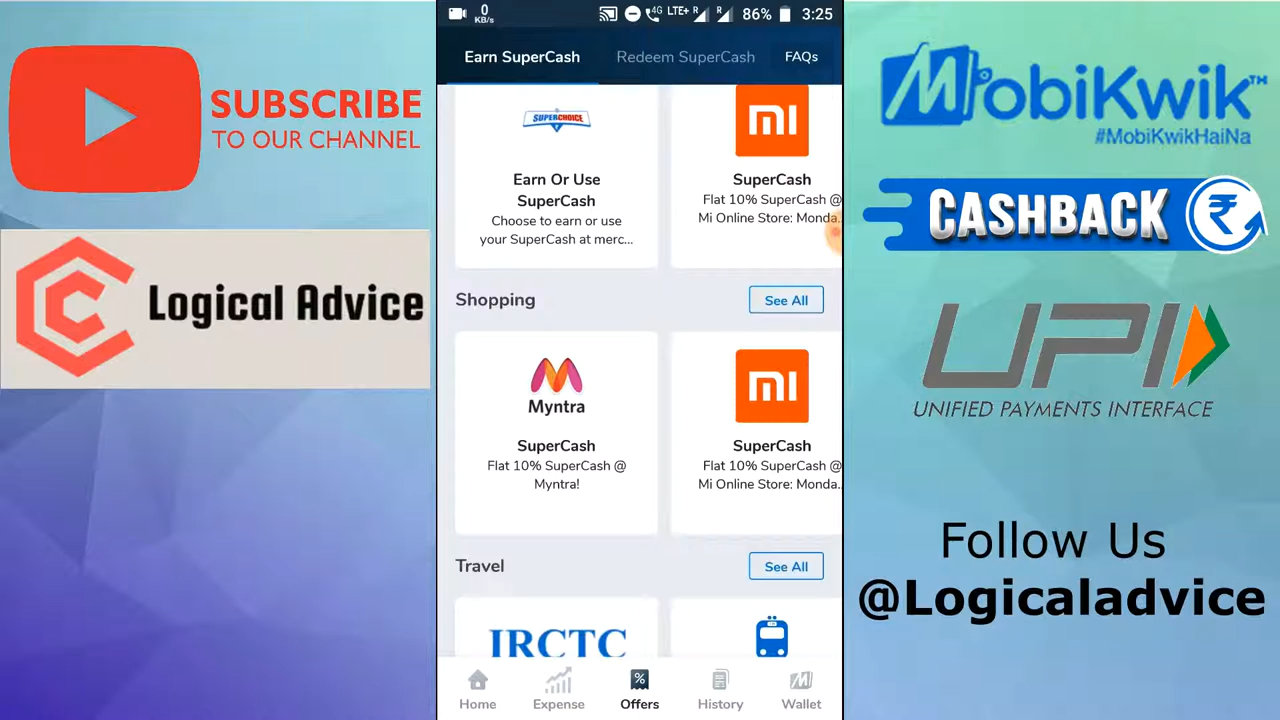 SUBSCRIBE
TO OUR CHANNEL
Logical Advice
0
KB/s
4G
LTE+
R
R
86%
3:25
Earn SuperCash
Redeem SuperCash
FAQs
SUPERCHOICE
Earn Or Use
SuperCash
Choose to earn or use
your SuperCash at merc...
mi
SuperCash
Flat 10% SuperCash @
Mi Online Store: Monda..
Shopping
See All
Myntra
SuperCash
Flat 10% SuperCash @
Myntra!
mi
SuperCash
Flat 10% SuperCash @
Mi Online Store: Monda..
Travel
See All
IRCTC
Home
Expense
Offers
History
Wallet
MobiKwik™
#MobiKwikHaiNa
CASHBACK ₹
UPI
UNIFIED PAYMENTS INTERFACE
Follow Us
@Logicaladvice